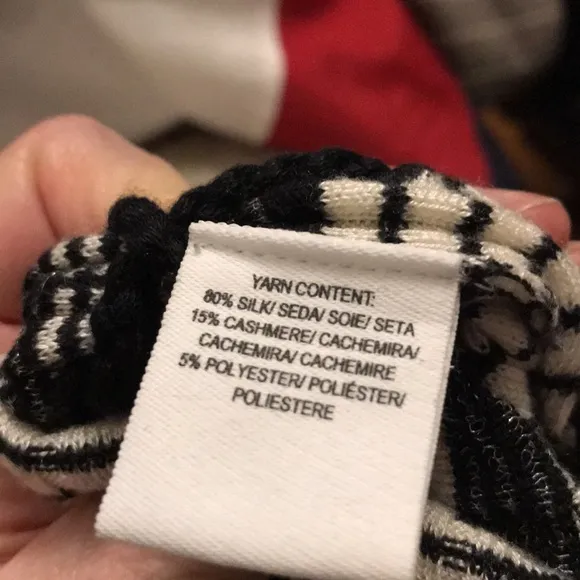 YARN CONTENT:
80% SILK/ SEDA/ SOIE/ SETA
15% CASHMERE/ CACHEMIRA/
CACHEMIRA/ CACHEMIRE
5% POLYESTER/ POLIÉSTER/
POLIESTERE